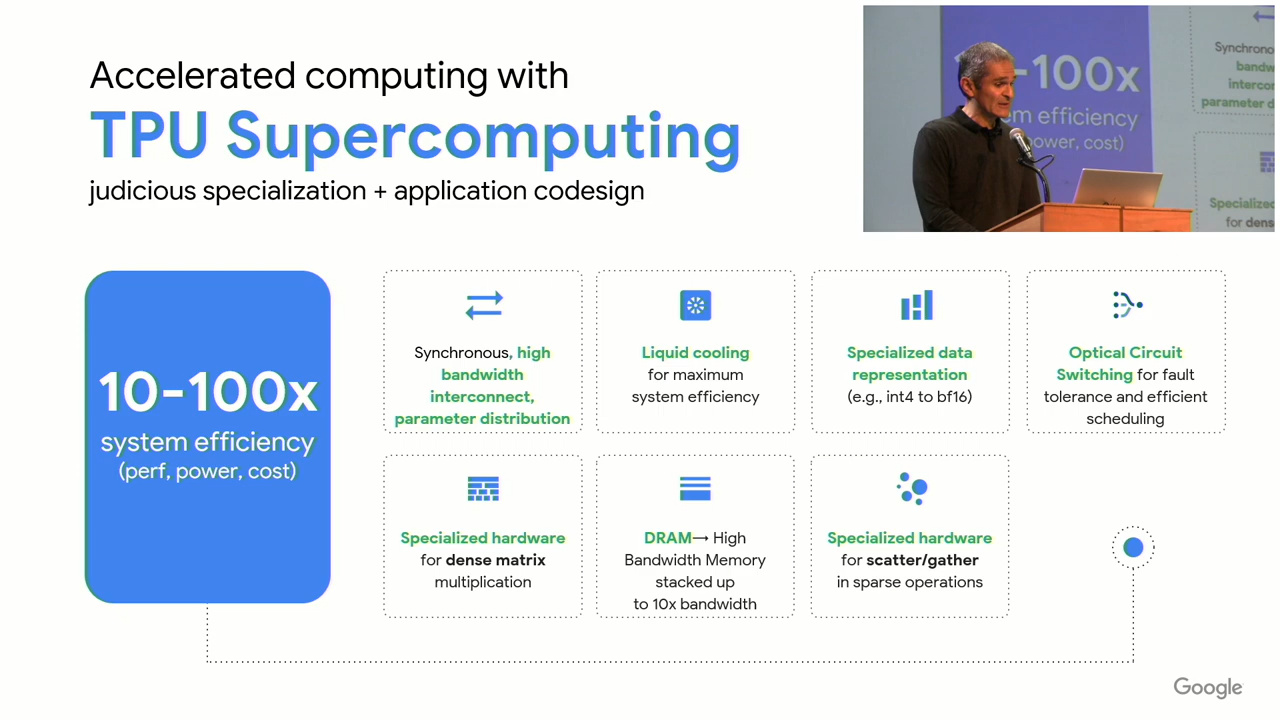 Accelerated computing with
TPU Supercomputing
judicious specialization + application codesign
-100x
em efficiency
power, cost)
Synchrono
bandw
intercon
parameter d
Specialized
for dens
10-100x
system efficiency
(perf, power, cost)
Synchronous, high
bandwidth
interconnect,
parameter distribution
Liquid cooling
for maximum
system efficiency
Specialized data
representation
(e.g., int4 to bf16)
Optical Circuit
Switching for fault
tolerance and efficient
scheduling
Specialized hardware
for dense matrix
multiplication
DRAM→ High
Bandwidth Memory
stacked up
to 10x bandwidth
Specialized hardware
for scatter/gather
in sparse operations
Google